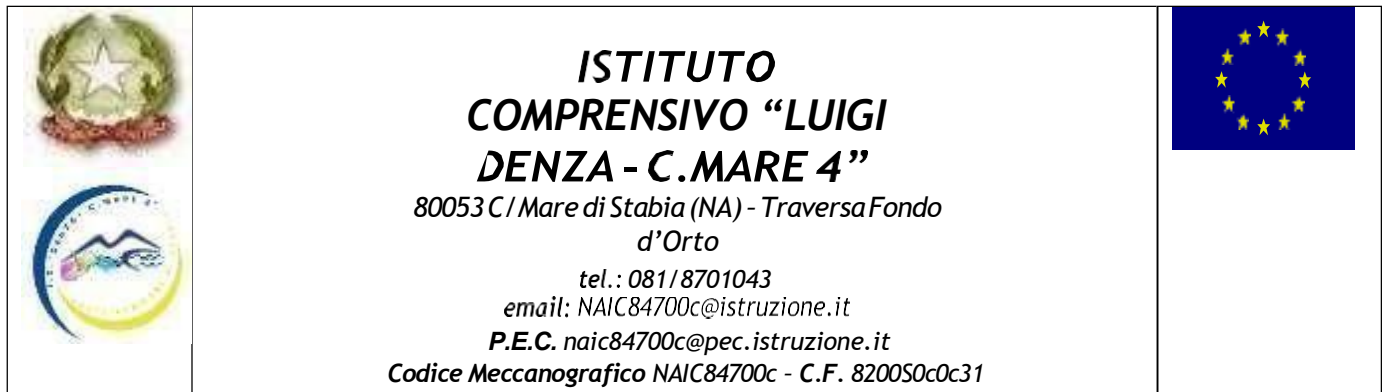 ISTITUTO
COMPRENSIVO “LUIGI
DENZA - C.MARE 4”
80053 C/Mare di Stabia (NA) – Traversa Fondo
d’Orto
tel.: 081/8701043
email: NAIC84700c@istruzione.it
P.E.C. naic84700c@pec.istruzione.it
Codice Meccanografico NAIC84700c – C.F. 8200S0c0c31